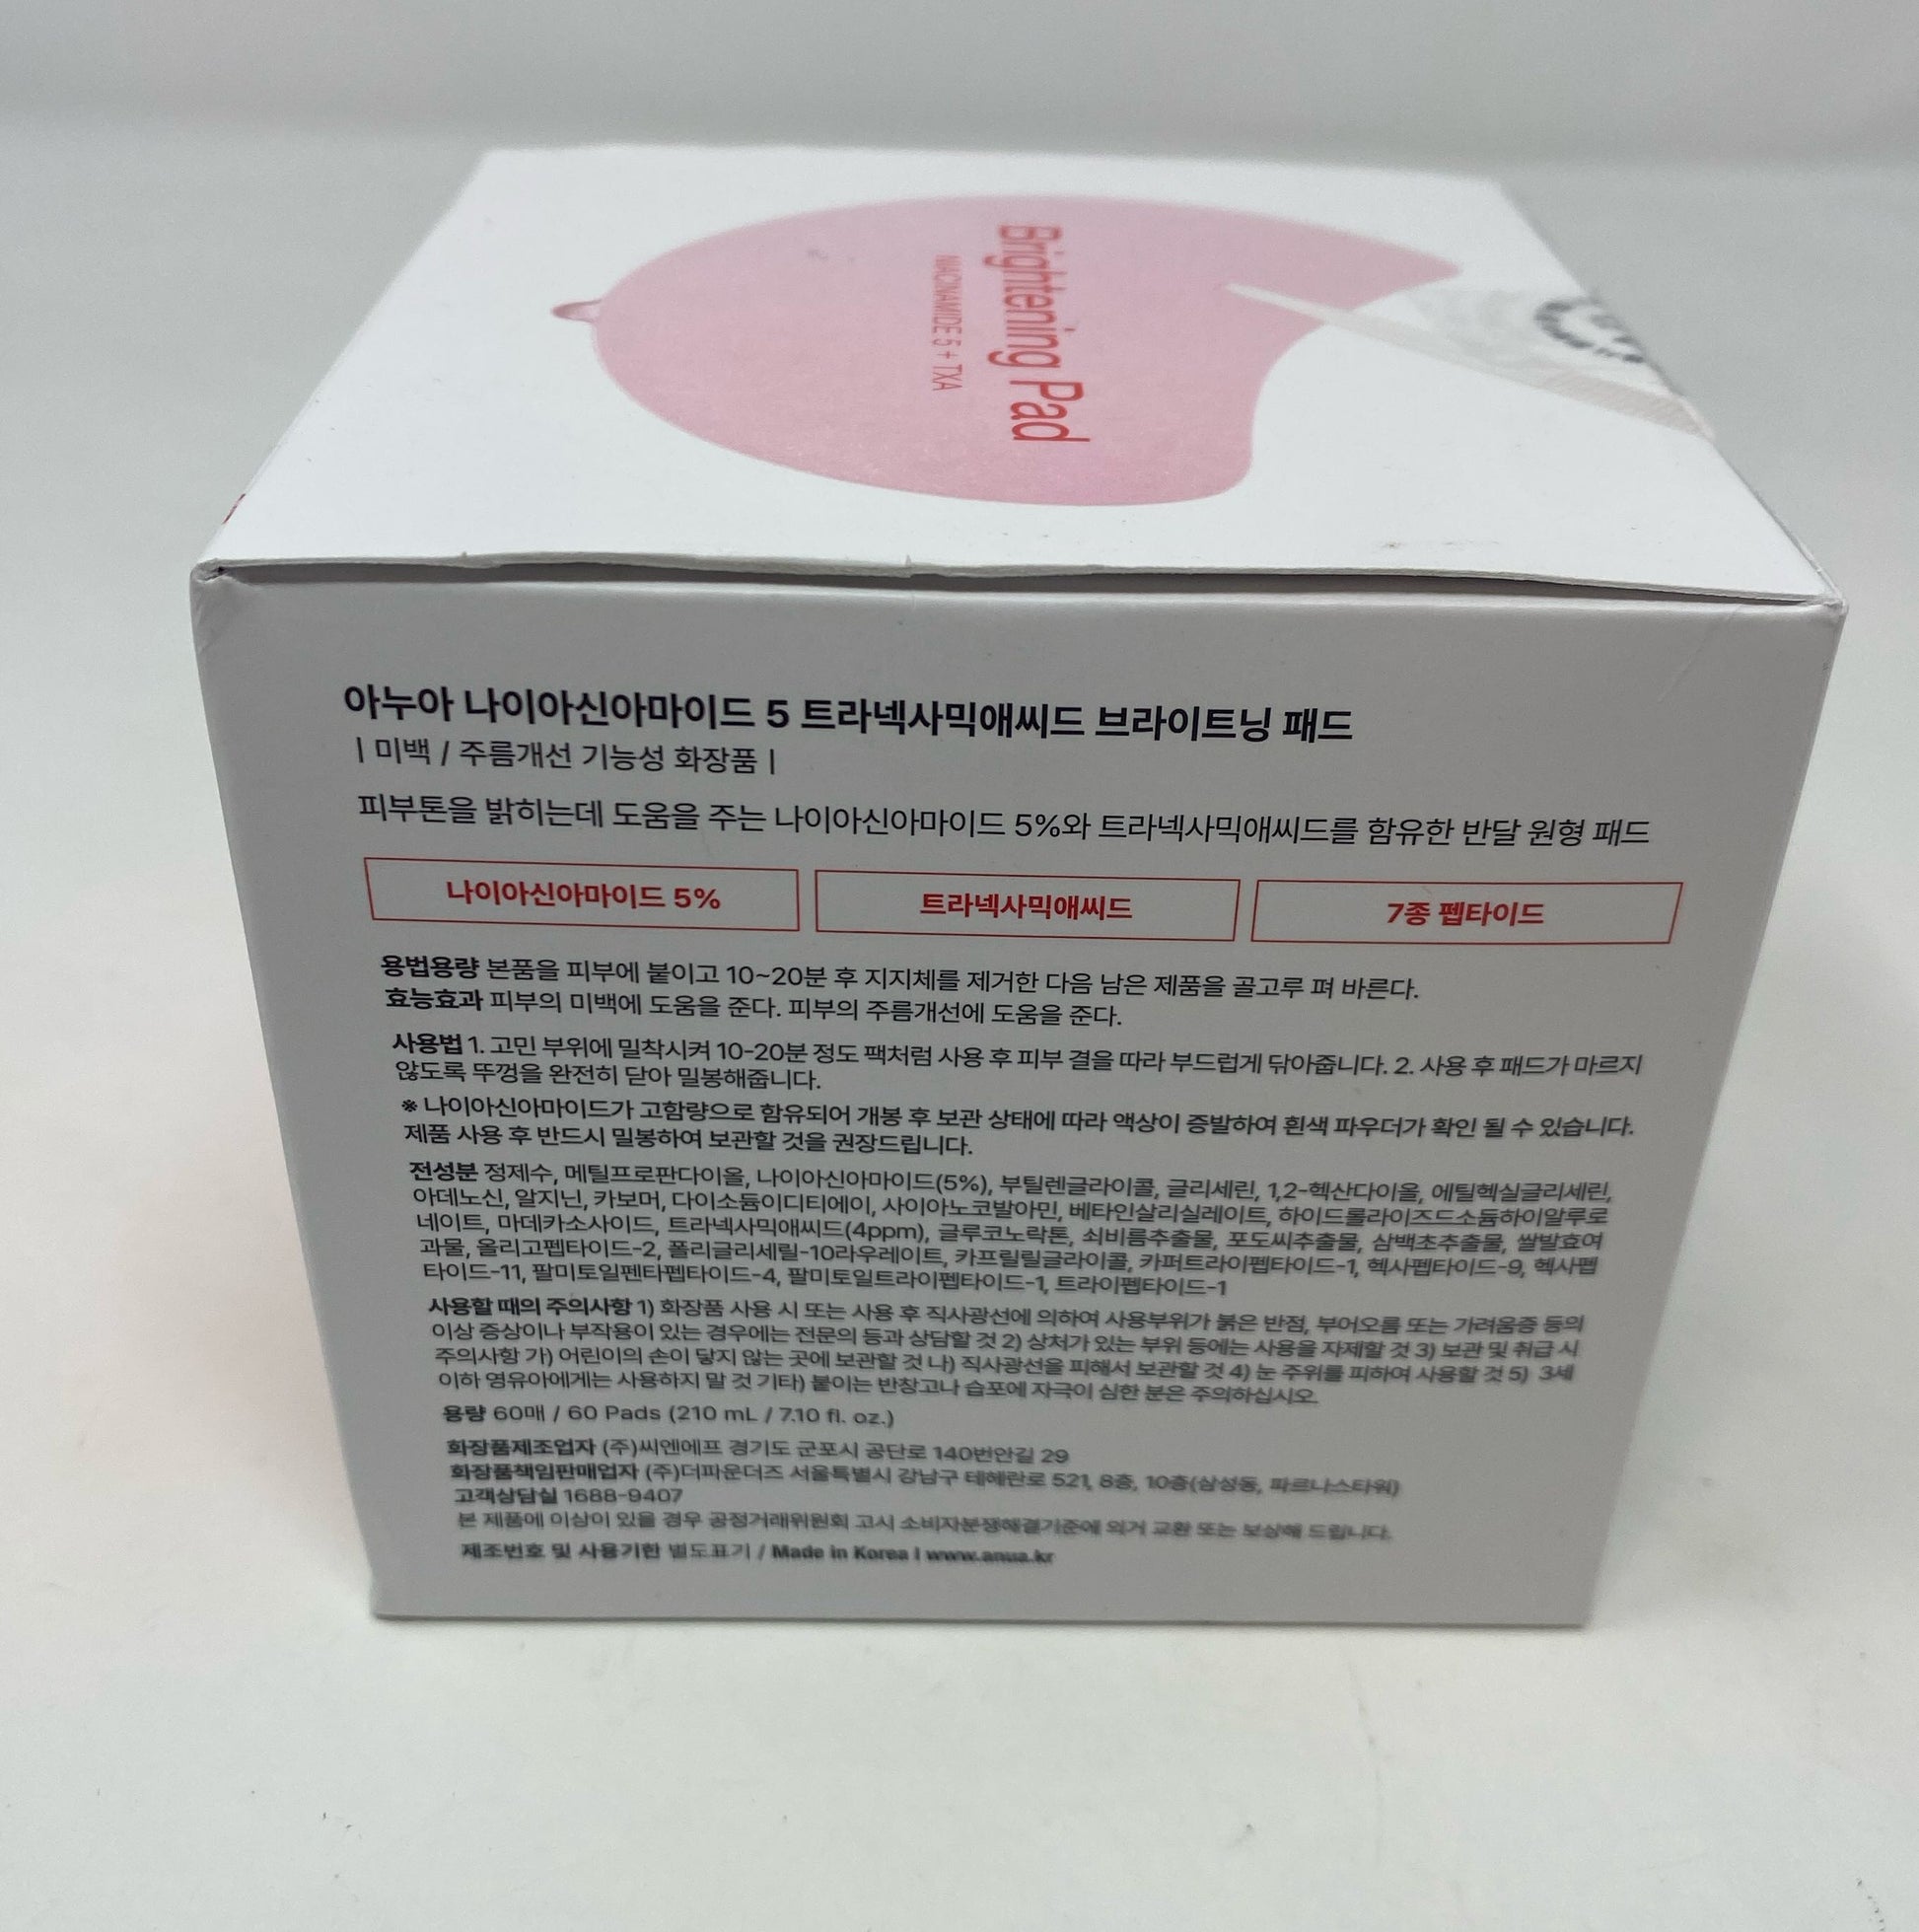 Brightening Pad
NIACINAMIDE 5 + TXA
아누아 나이아신아마이드 5 트라넥사믹애씨드 브라이트닝 패드
| 미백 / 주름개선 기능성 화장품 |
피부톤을 밝히는데 도움을 주는 나이아신아마이드 5%와 트라넥사믹애씨드를 함유한 반달 원형 패드
나이아신아마이드 5%
트라넥사믹애씨드
7종 펩타이드
용법용량 본품을 피부에 붙이고 10~20분 후 지지체를 제거한 다음 남은 제품을 골고루 펴 바른다.
효능효과 피부의 미백에 도움을 준다. 피부의 주름개선에 도움을 준다.
사용법 1. 고민 부위에 밀착시켜 10-20분 정도 팩처럼 사용 후 피부 결을 따라 부드럽게 닦아줍니다. 2. 사용 후 패드가 마르지
않도록 뚜껑을 완전히 닫아 밀봉해줍니다.
※ 나이아신아마이드가 고함량으로 함유되어 개봉 후 보관 상태에 따라 액상이 증발하여 흰색 파우더가 확인 될 수 있습니다.
제품 사용 후 반드시 밀봉하여 보관할 것을 권장드립니다.
전성분 정제수, 메틸프로판다이올, 나이아신아마이드(5%), 부틸렌글라이콜, 글리세린, 1,2-헥산다이올, 에틸헥실글리세린,
아데노신, 알지닌, 카보머, 다이소듐이디티에이, 사이아노코발아민, 베타인살리실레이트, 하이드롤라이즈드소듐하이알루로
네이트, 마데카소사이드, 트라넥사믹애씨드(4ppm), 글루코노락톤, 쇠비름추출물, 포도씨추출물, 삼백초추출물, 쌀발효여
과물, 올리고펩타이드-2, 폴리글리세릴-10라우레이트, 카프릴릴글라이콜, 카퍼트라이펩타이드-1, 헥사펩타이드-9, 헥사펩
타이드-11, 팔미토일펜타펩타이드-4, 팔미토일트라이펩타이드-1, 트라이펩타이드-1
사용할 때의 주의사항 1) 화장품 사용 시 또는 사용 후 직사광선에 의하여 사용부위가 붉은 반점, 부어오름 또는 가려움증 등의
이상 증상이나 부작용이 있는 경우에는 전문의 등과 상담할 것 2) 상처가 있는 부위 등에는 사용을 자제할 것 3) 보관 및 취급 시
주의사항 가) 어린이의 손이 닿지 않는 곳에 보관할 것 나) 직사광선을 피해서 보관할 것 4) 눈 주위를 피하여 사용할 것 5) 3세
이하 영유아에게는 사용하지 말 것 기타) 붙이는 반창고나 습포에 자극이 심한 분은 주의하십시오.
용량 60매 / 60 Pads (210 mL / 7.10 fl. oz.)
화장품제조업자 (주)씨엔에프 경기도 군포시 공단로 140번안길 29
화장품책임판매업자 (주)더파운더즈 서울특별시 강남구 테헤란로 521, 8층, 10층(삼성동, 파르나스타워)
고객상담실 1688-9407
본 제품에 이상이 있을 경우 공정거래위원회 고시 소비자분쟁해결기준에 의거 교환 또는 보상해 드립니다.
제조번호 및 사용기한 별도표기 / Made in Korea | www.anua.kr